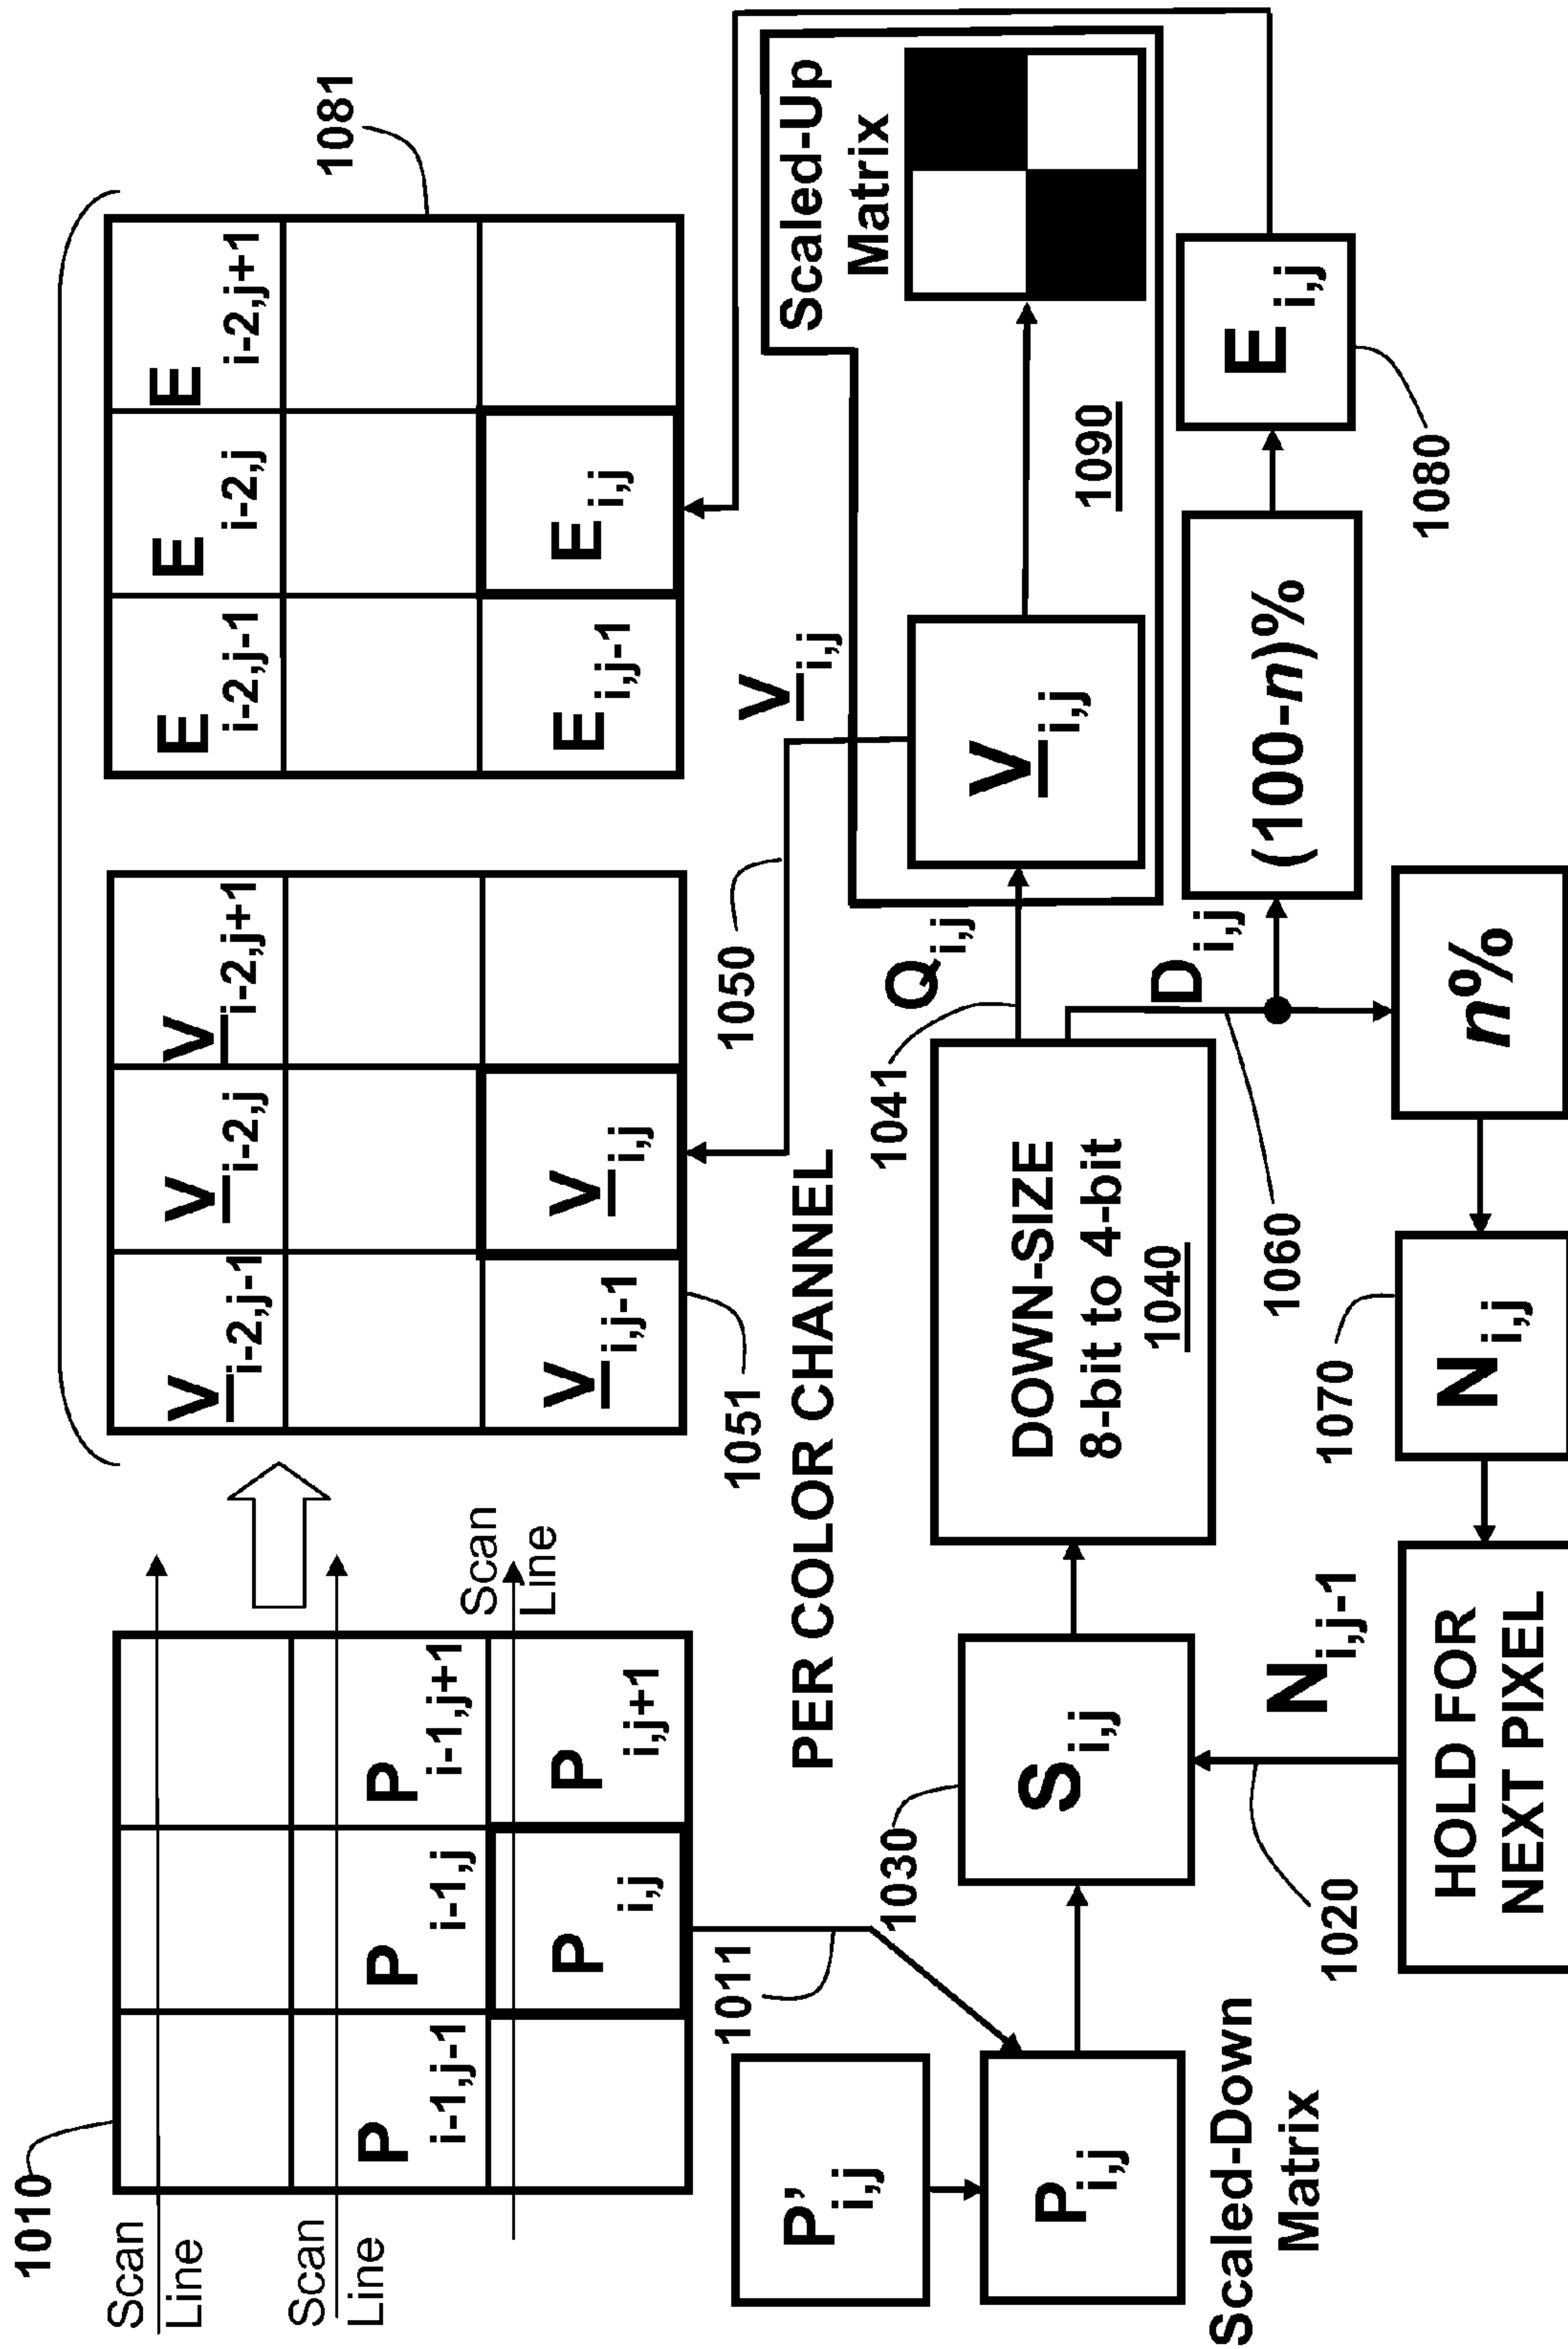 1010
Scan
Line
Scan
Line
Scan
Line
P i-1,j-1
P i-1,j
P i-1,j+1
P i,j
P i,j+1
V i-2,j-1
V i-2,j
V i-2,j+1
V i,j-1
V i,j
1051
E i-2,j-1
E i-2,j
E i-2,j+1
E i,j-1
E i,j
1081
PER COLOR CHANNEL
1011
1050
V i,j
P' i,j
P i,j
Scaled-Down
Matrix
1030
S i,j
1020
N i,j-1
DOWN-SIZE
8-bit to 4-bit
1040
1041
Q i,j
D i,j
1060
V i,j
1090
Scaled-Up
Matrix
(100-n)%
E i,j
1080
n%
N i,j
1070
HOLD FOR
NEXT PIXEL